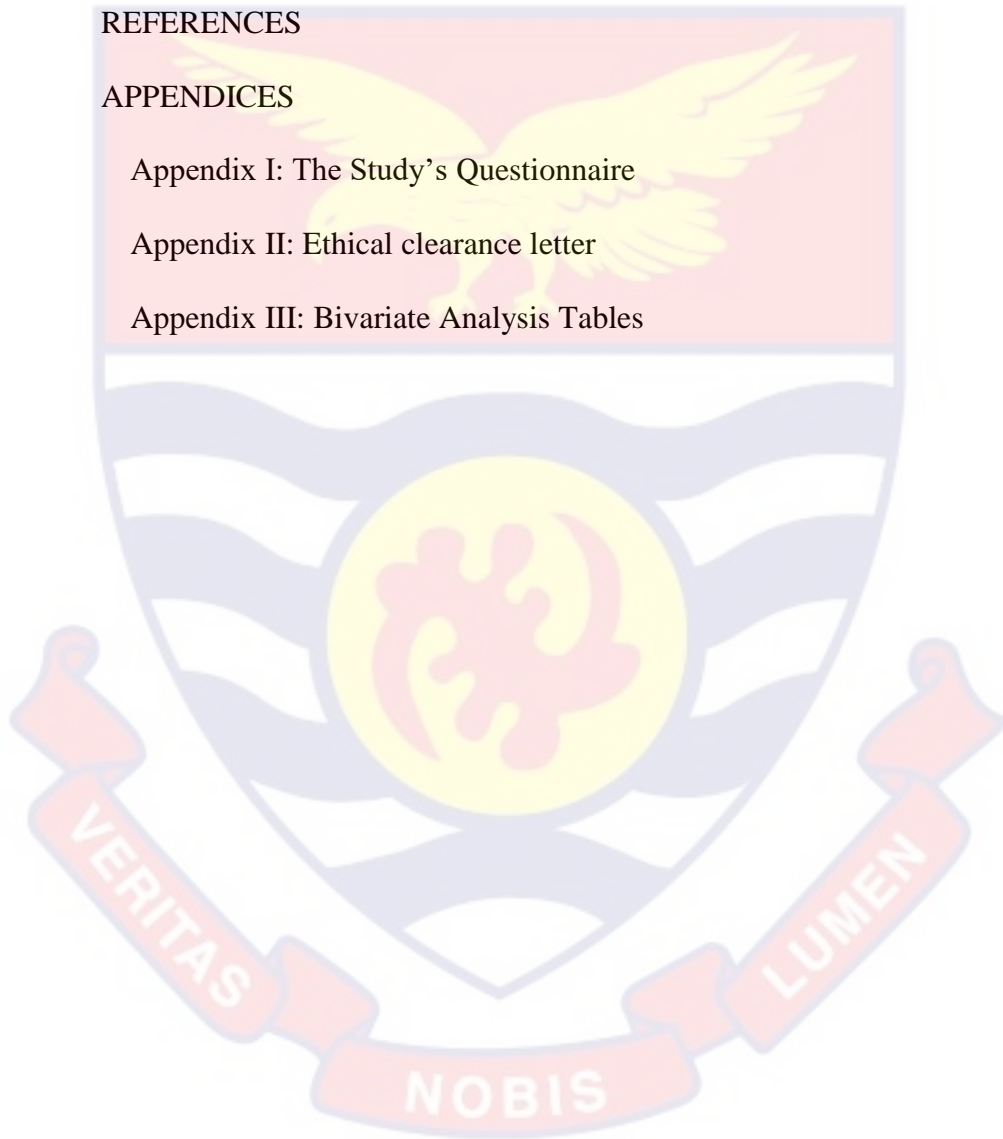 REFERENCES
APPENDICES
Appendix I: The Study’s Questionnaire
Appendix II: Ethical clearance letter
Appendix III: Bivariate Analysis Tables
VERITAS
NOBIS
LUMEN